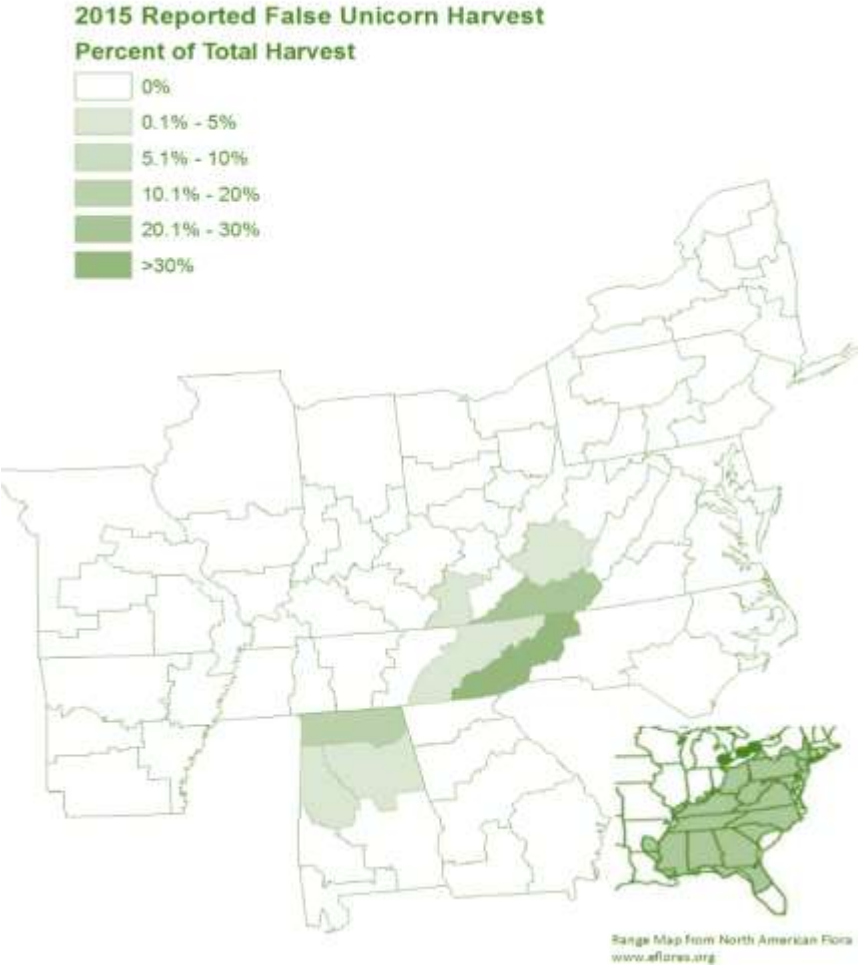 2015 Reported False Unicorn Harvest
Percent of Total Harvest
0%
0.1% - 5%
5.1% - 10%
10.1% - 20%
20.1% - 30%
>30%
Range Map from North American Flora
www.eflores.org